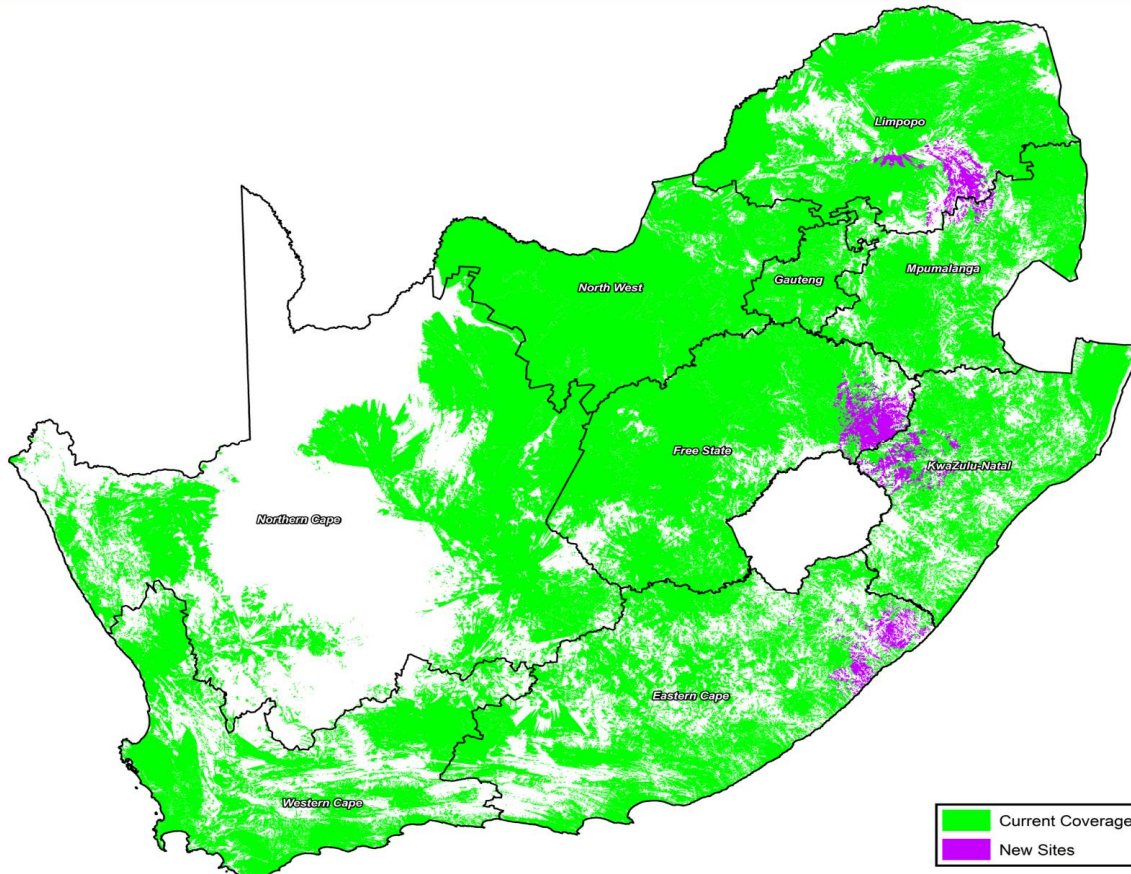 Limpopo
Mpumalanga
Gauteng
North West
Free State
KwaZulu-Natal
Northern Cape
Eastern Cape
Western Cape
Current Coverage
New Sites